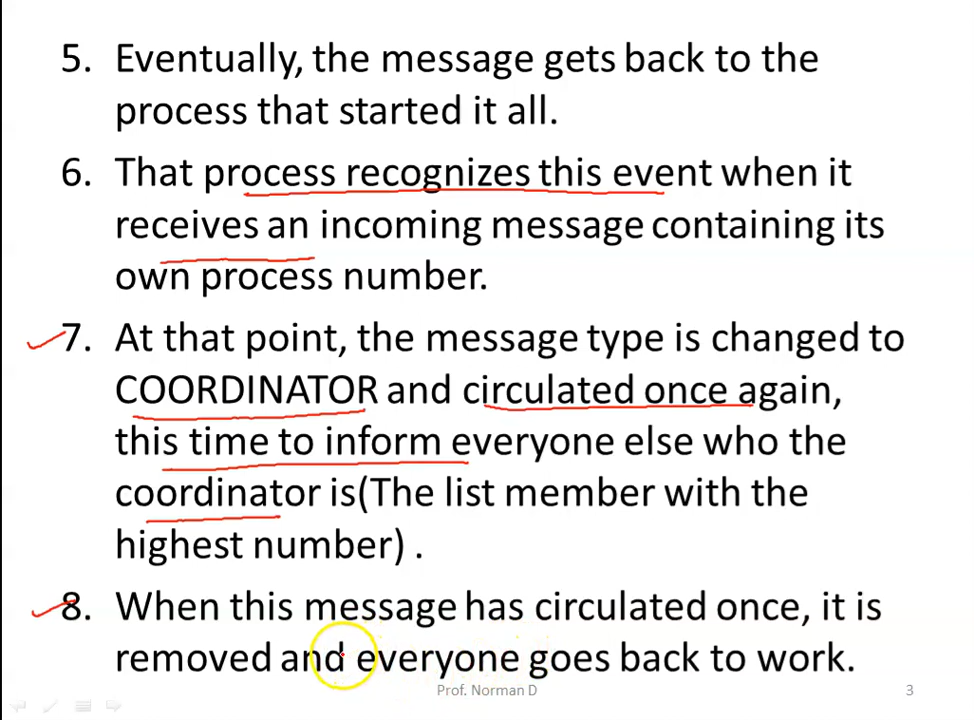 5. Eventually, the message gets back to the
process that started it all.
6. That process recognizes this event when it
receives an incoming message containing its
own process number.
7. At that point, the message type is changed to
COORDINATOR and circulated once again,
this time to inform everyone else who the
coordinator is(The list member with the
highest number) .
8. When this message has circulated once, it is
removed and everyone goes back to work.
Prof. Norman D
3